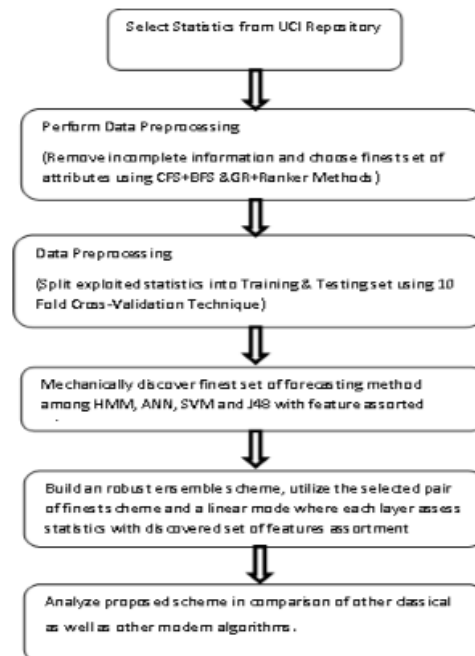 Select Statistics from UCI Repository
Perform Data Preprocessing
(Remove incomplete information and choose finest set of
attributes using CFS+BFS &GR+Ranker Methods)
Data Preprocessing
(Split exploited statistics into Training & Testing set using 10
Fold Cross-Validation Technique)
Mechanically discover finest set of forecasting method
among HMM, ANN, SVM and J48 with feature assorted
Build an robust ensemble scheme, utilize the selected pair
of finest scheme and a linear mode where each layer assess
statistics with discovered set of features assortment
Analyze proposed scheme in comparison of other classical
as well as other modern algorithms.